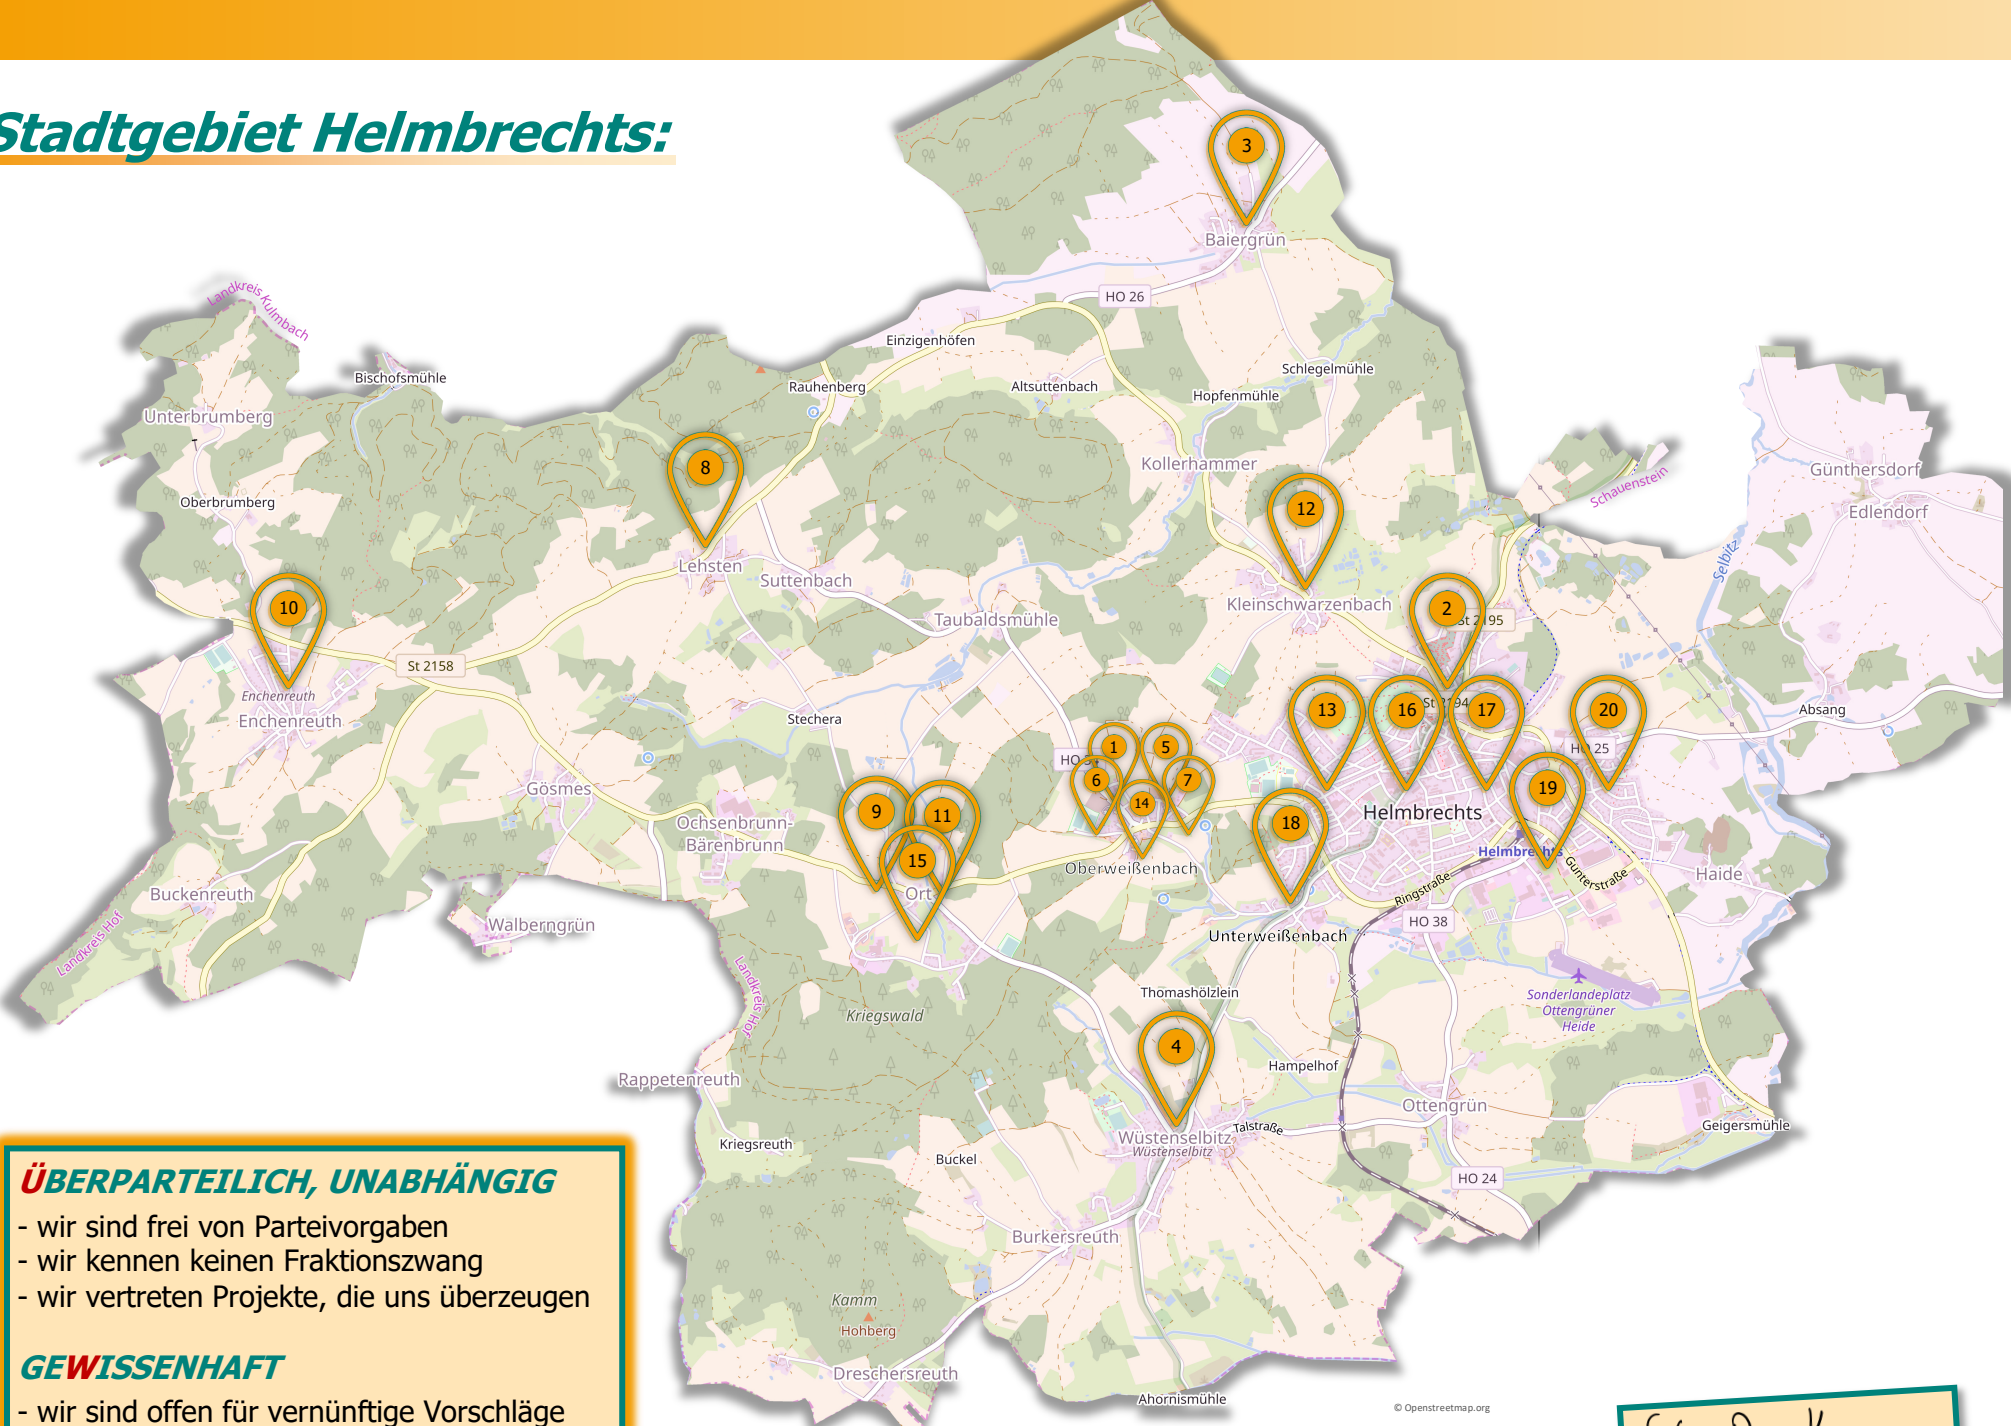 Stadtgebiet Helmbrechts:
3
Baiergrün
HO 26
Landkreis Kulmbach
Einzigenhöfen
Bischofsmühle
Rauhenberg
Altsuttenbach
Schlegelmühle
Hopfenmühle
Unterbrumberg
8
Kollerhammer
Günthersdorf
Schauenstein
Oberbrumberg
12
Edlendorf
Selbitz
Lehsten
Suttenbach
10
Taubaldsmühle
Kleinschwarzenbach
2
St 2195
St 2158
Enchenreuth
Enchenreuth
Stechera
13
16
St 2194
17
20
Absang
1
5
HO 25
6
7
Gösmes
14
19
9
11
Ochsenbrunn-
Bärenbrunn
18
Helmbrechts
15
Helmbrechts
Oberweißenbach
Günterstraße
Haide
Buckenreuth
Ort
Ringstraße
Walberngrün
HO 38
Landkreis Hof
Unterweißenbach
Landkreis Hof
Thomashölzlein
Sonderlandeplatz
Ottengrüner
Heide
Kriegswald
4
Hampelhof
Rappetenreuth
Ottengrün
Kriegsreuth
Wüstenselbitz
Wüstenselbitz
Talstraße
Geigersmühle
Buckel
HO 24
Burkersreuth
Kamm
Hohberg
Dreschersreuth
Ahornismühle
© Openstreetmap.org
ÜBERPARTEILICH, UNABHÄNGIG
- wir sind frei von Parteivorgaben
- wir kennen keinen Fraktionszwang
- wir vertreten Projekte, die uns überzeugen
GEWISSENHAFT
- wir sind offen für vernünftige Vorschläge